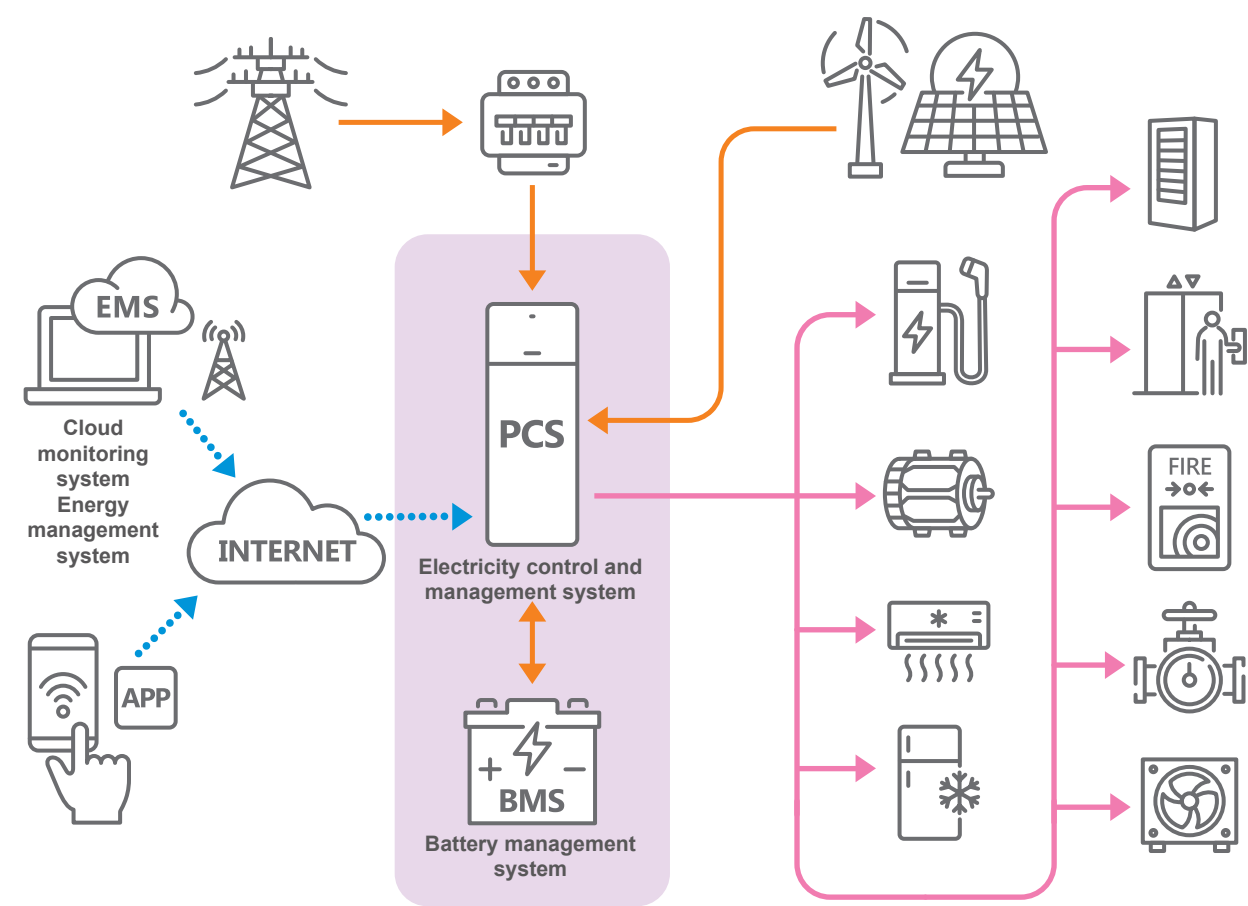 EMS
Cloud
monitoring
system
Energy
management
system
INTERNET
APP
PCS
Electricity control and
management system
+ −
BMS
Battery management
system
FIRE